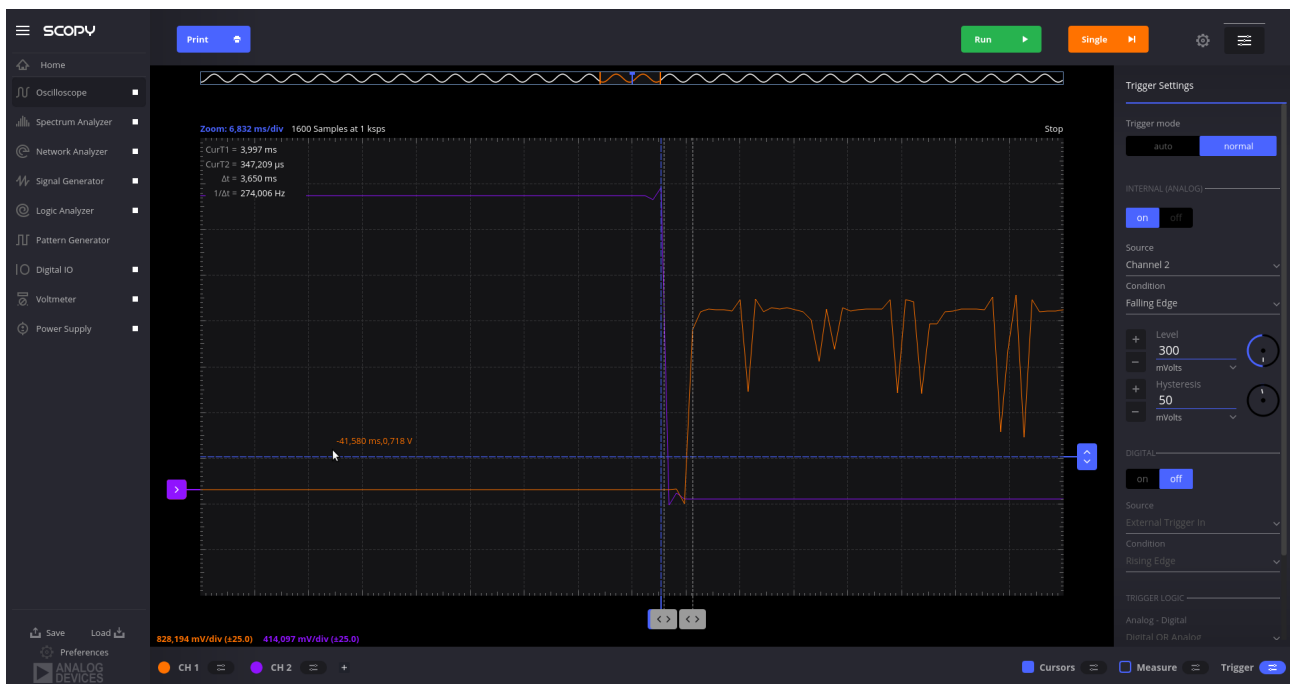 SCOPY
Print
Run
Single
Home
Oscilloscope
Spectrum Analyzer
Network Analyzer
Signal Generator
Logic Analyzer
Pattern Generator
Digital IO
Voltmeter
Power Supply
Save Load
Preferences
ANALOG
DEVICES
Zoom: 6,832 ms/div 1600 Samples at 1 ksps Stop
CurT1 = 3,997 ms
CurT2 = 347,209 µs
Δt = 3,650 ms
1/Δt = 274,006 Hz
-41,580 ms,0,718 V
828,194 mV/div (±25.0) 414,097 mV/div (±25.0)
CH 1 CH 2 + Cursors Measure Trigger
Trigger Settings
Trigger mode
auto normal
INTERNAL (ANALOG)
on off
Source
Channel 2
Condition
Falling Edge
+ Level
300
- mVolts
+ Hysteresis
50
- mVolts
DIGITAL
on off
Source
External Trigger In
Condition
Rising Edge
TRIGGER LOGIC
Analog - Digital
Digital OR Analog